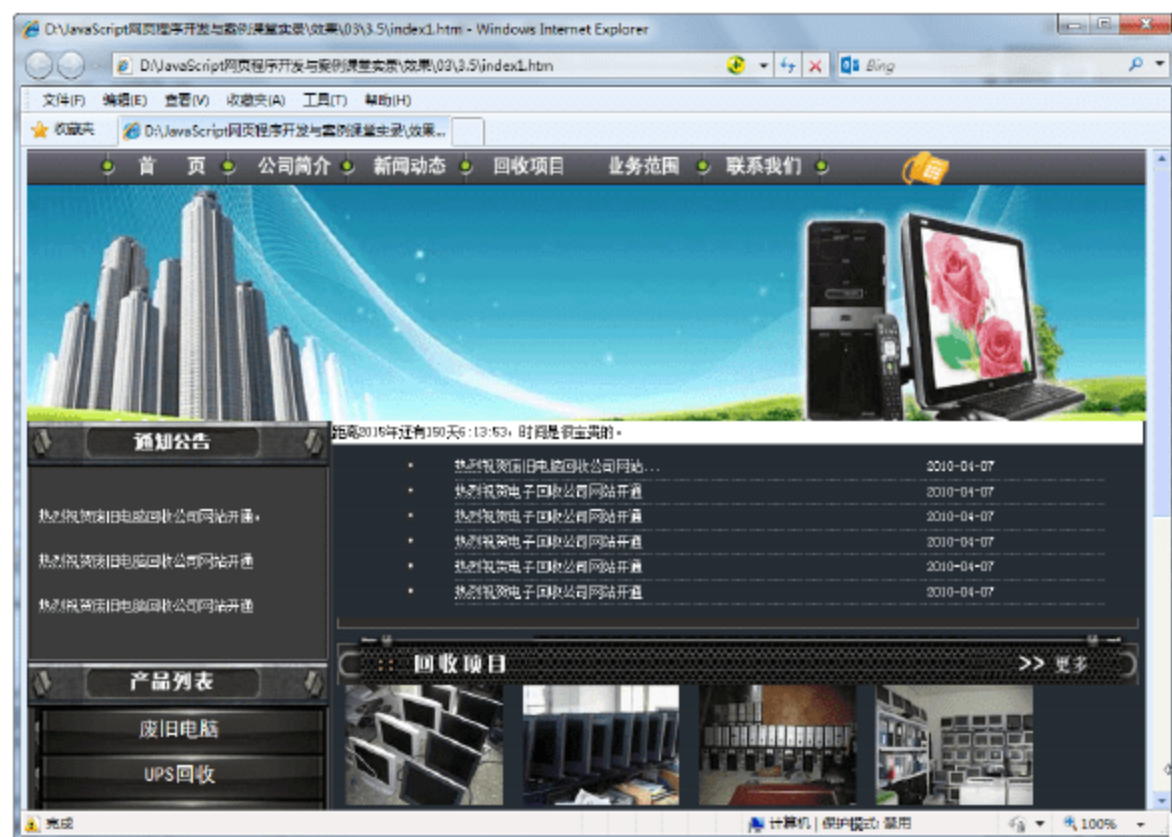 D:\JavaScript网页程序开发与案例课堂实录\效果\03\3.5\index1.htm - Windows Internet Explorer
D:\JavaScript网页程序开发与案例课堂实录\效果\03\3.5\index1.htm
Bing
文件(F) 编辑(E) 查看(V) 收藏夹(A) 工具(T) 帮助(H)
收藏夹 D:\JavaScript网页程序开发与案例课堂实录\效果...
首 页 公司简介 新闻动态 回收项目 业务范围 联系我们
通知公告
距离2015年还有150天6:13:53，时间是很宝贵的。
热烈祝贺废旧电脑回收公司网站... 2010-04-07
热烈祝贺电子回收公司网站开通 2010-04-07
热烈祝贺电子回收公司网站开通 2010-04-07
热烈祝贺电子回收公司网站开通 2010-04-07
热烈祝贺电子回收公司网站开通 2010-04-07
热烈祝贺电子回收公司网站开通 2010-04-07
热烈祝贺废旧电脑回收公司网站开通。
热烈祝贺废旧电脑回收公司网站开通
热烈祝贺废旧电脑回收公司网站开通
回收项目 >> 更多
产品列表
废旧电脑
UPS回收
完成 计算机 | 保护模式: 禁用 100%